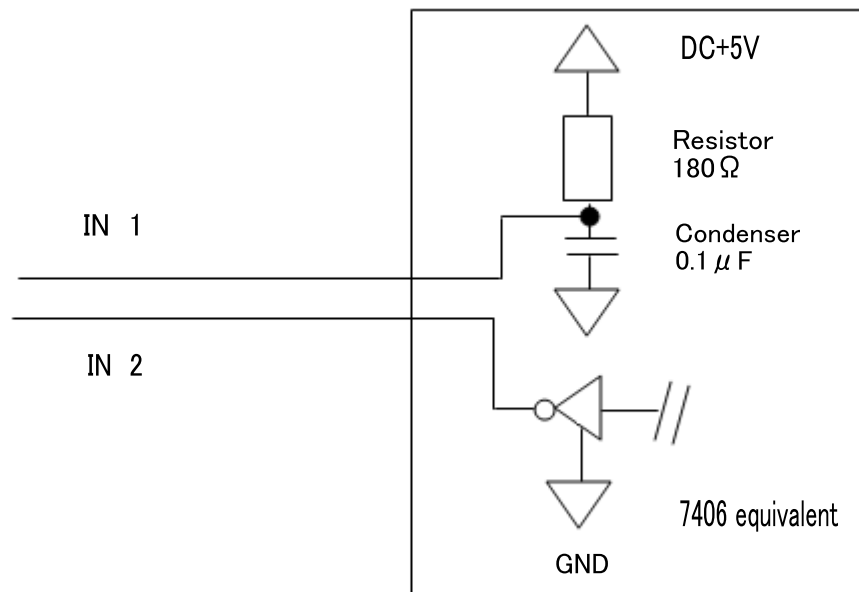 DC+5V
Resistor
180Ω
IN 1
Condenser
0.1μF
IN 2
7406 equivalent
GND